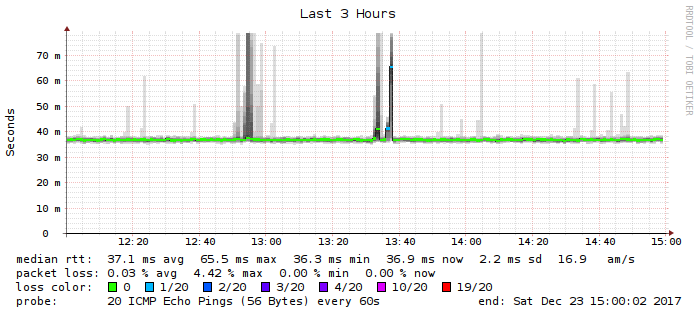 Last 3 Hours
RRDTOOL / TOBI OETIKER
Seconds
70 m
60 m
50 m
40 m
30 m
20 m
10 m
0
12:20 12:40 13:00 13:20 13:40 14:00 14:20 14:40 15:00
median rtt: 37.1 ms avg 65.5 ms max 36.3 ms min 36.9 ms now 2.2 ms sd 16.9 am/s
packet loss: 0.03 % avg 4.42 % max 0.00 % min 0.00 % now
loss color: 0 1/20 2/20 3/20 4/20 10/20 19/20
probe: 20 ICMP Echo Pings (56 Bytes) every 60s end: Sat Dec 23 15:00:02 2017